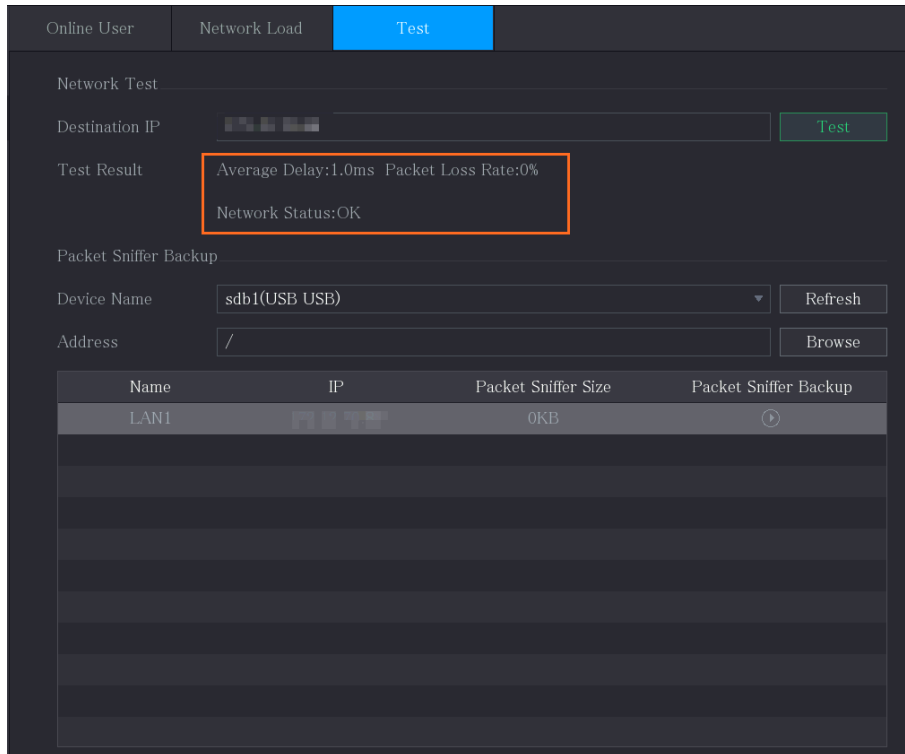 Online User Network Load Test
Network Test
Destination IP Test
Test Result Average Delay:1.0ms Packet Loss Rate:0%
Network Status:OK
Packet Sniffer Backup
Device Name sdb1(USB USB) Refresh
Address / Browse
Name IP Packet Sniffer Size Packet Sniffer Backup
LAN1 0KB